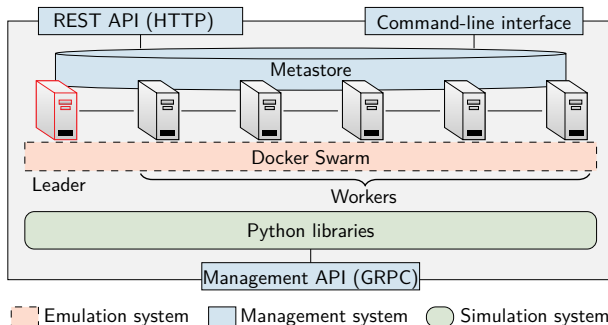 REST API (HTTP)
Command-line interface
Metastore
Docker Swarm
Leader
Workers
Python libraries
Management API (GRPC)
Emulation system
Management system
Simulation system